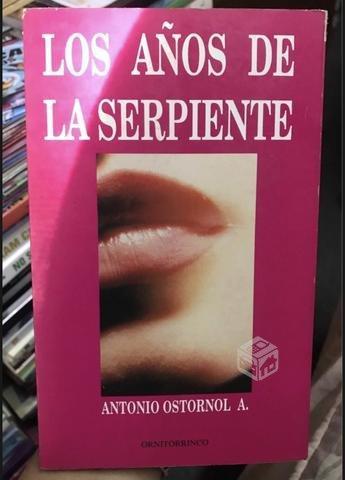 LOS AÑOS DE
LA SERPIENTE
ANTONIO OSTORNOL A.
ORNITORRINCO